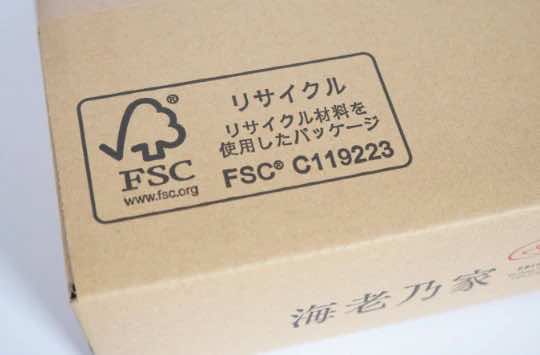 ®
FSC
www.fsc.org
リサイクル
リサイクル材料を
使用したパッケージ
FSC® C119223
海老乃家